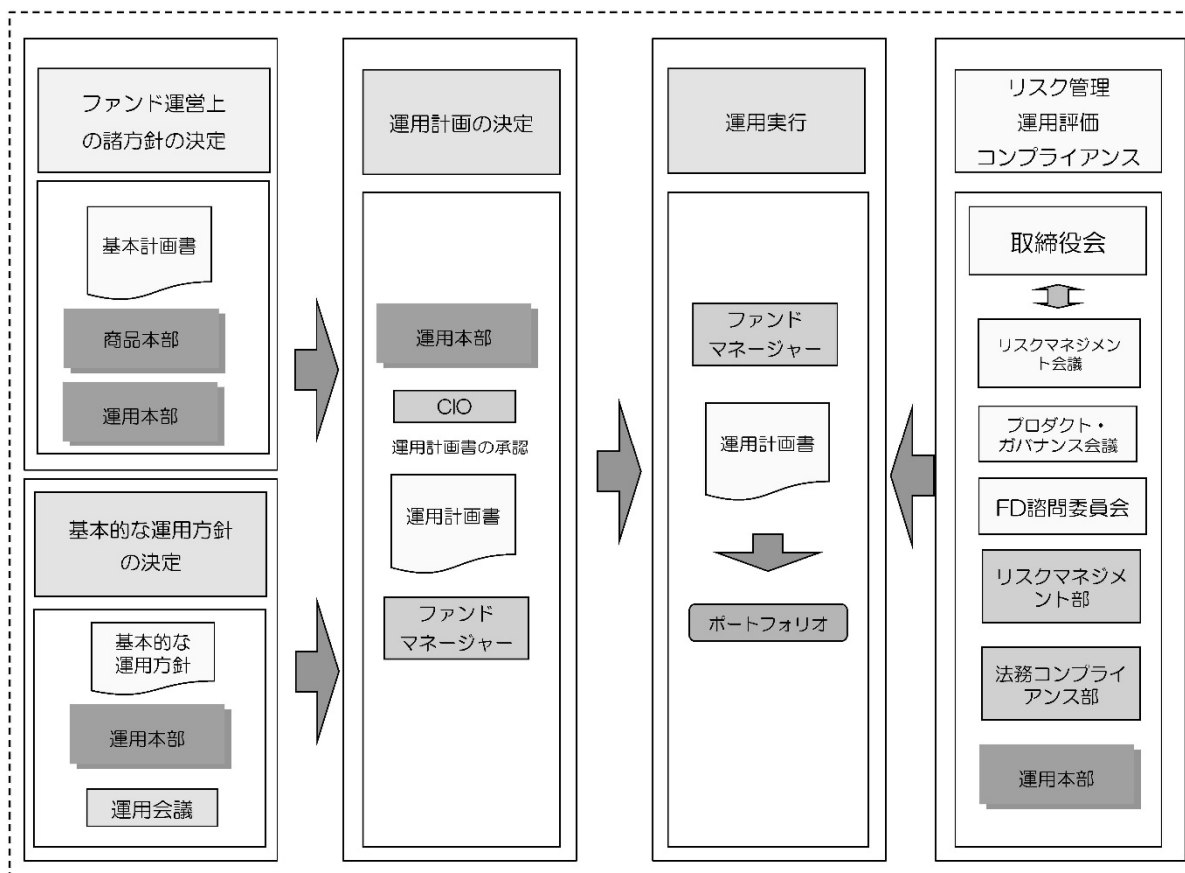 ファンド運営上
の諸方針の決定
基本計画書
商品本部
運用本部
基本的な運用方針
の決定
基本的な
運用方針
運用本部
運用会議
運用計画の決定
運用本部
CIO
運用計画書の承認
運用計画書
ファンド
マネージャー
運用実行
ファンド
マネージャー
運用計画書
ポートフォリオ
リスク管理
運用評価
コンプライアンス
取締役会
リスクマネジメン
ト会議
プロダクト・
ガバナンス会議
FD諮問委員会
リスクマネジメ
ント部
法務コンプライ
アンス部
運用本部